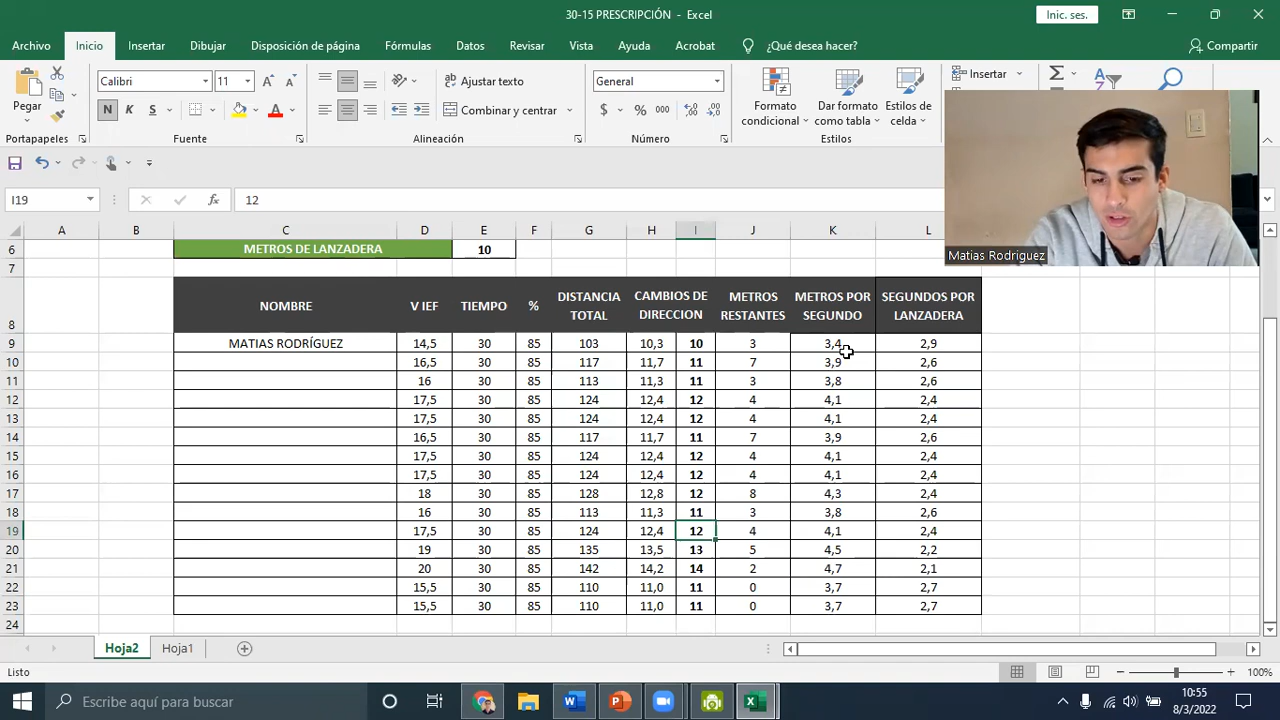 30-15 PRESCRIPCIÓN - Excel
Inic. ses.
Archivo Inicio Insertar Dibujar Disposición de página Fórmulas Datos Revisar Vista Ayuda Acrobat ¿Qué desea hacer? Compartir
Pegar
Calibri 11
N K S
Ajustar texto
Combinar y centrar
General
$ % 000
Formato condicional
Dar formato como tabla
Estilos de celda
Insertar
Portapapeles Fuente Alineación Número Estilos
I19 fx 12
A B C D E F G H I J K L
6 METROS DE LANZADERA 10
7
8 NOMBRE V IEF TIEMPO % DISTANCIA TOTAL CAMBIOS DE DIRECCION METROS RESTANTES METROS POR SEGUNDO SEGUNDOS POR LANZADERA
9 MATIAS RODRÍGUEZ 14,5 30 85 103 10,3 10 3 3,4 2,9
10 16,5 30 85 117 11,7 11 7 3,9 2,6
11 16 30 85 113 11,3 11 3 3,8 2,6
12 17,5 30 85 124 12,4 12 4 4,1 2,4
13 17,5 30 85 124 12,4 12 4 4,1 2,4
14 16,5 30 85 117 11,7 11 7 3,9 2,6
15 17,5 30 85 124 12,4 12 4 4,1 2,4
16 17,5 30 85 124 12,4 12 4 4,1 2,4
17 18 30 85 128 12,8 12 8 4,3 2,4
18 16 30 85 113 11,3 11 3 3,8 2,6
19 17,5 30 85 124 12,4 12 4 4,1 2,4
20 19 30 85 135 13,5 13 5 4,5 2,2
21 20 30 85 142 14,2 14 2 4,7 2,1
22 15,5 30 85 110 11,0 11 0 3,7 2,7
23 15,5 30 85 110 11,0 11 0 3,7 2,7
24
Matias Rodriguez
Hoja2 Hoja1
Listo 100%
Escribe aquí para buscar
10:55
8/3/2022